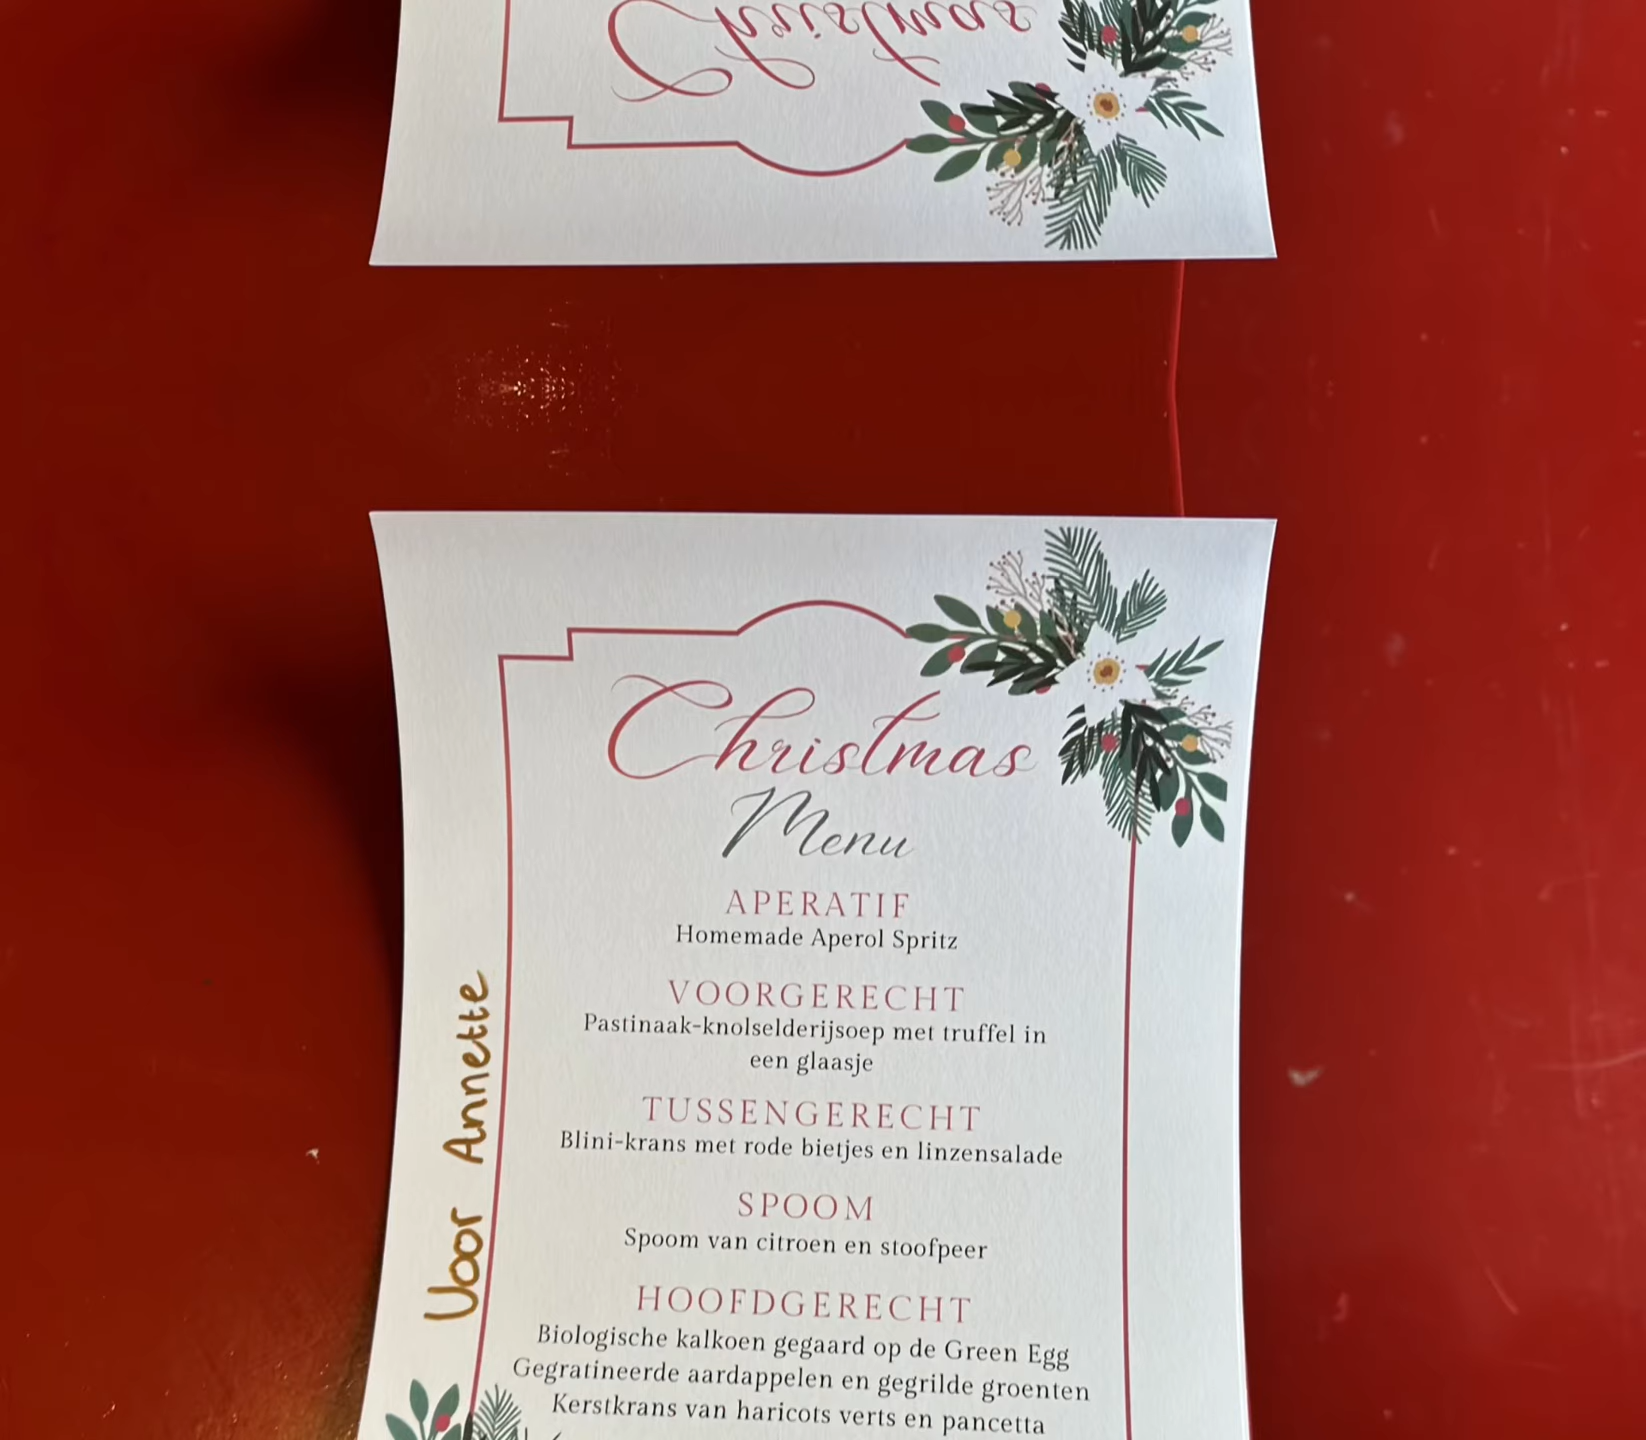 Christmas
Christmas
Menu
APERATIF
Homemade Aperol Spritz
VOORGERECHT
Pastinaak-knolselderijsoep met truffel in
een glaasje
TUSSENGERECHT
Blini-krans met rode bietjes en linzensalade
SPOOM
Spoom van citroen en stoofpeer
HOOFDGERECHT
Biologische kalkoen gegaard op de Green Egg
Gegratineerde aardappelen en gegrilde groenten
Kerstkrans van haricots verts en pancetta
Voor Annette